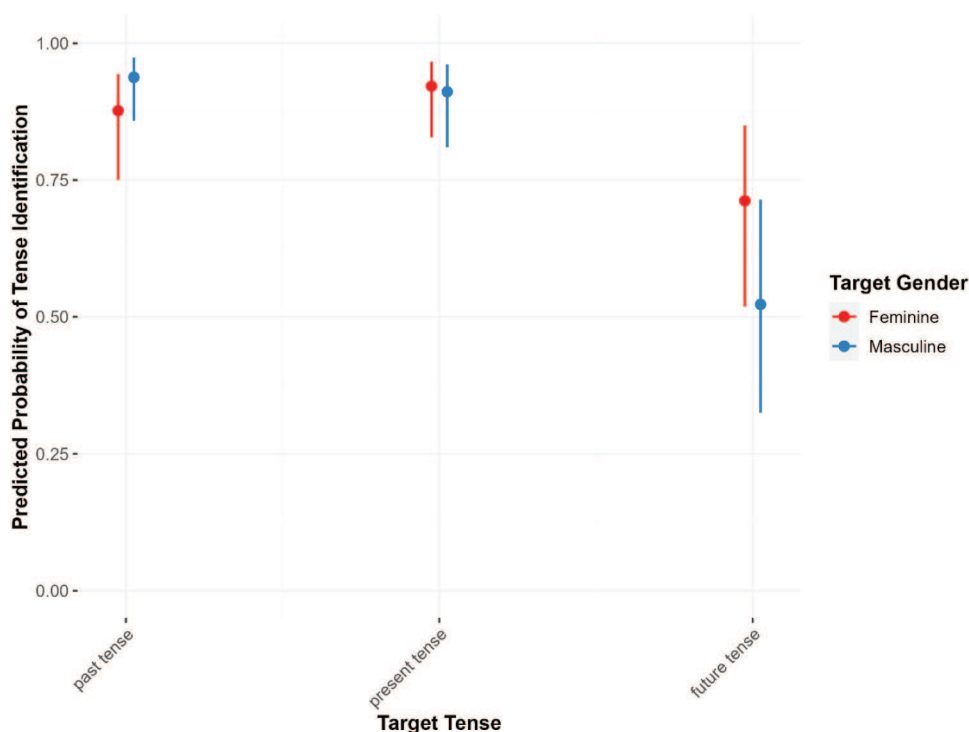 1.00
0.75
0.50
0.25
0.00
Predicted Probability of Tense Identification
past tense
present tense
future tense
Target Tense
Target Gender
Feminine
Masculine